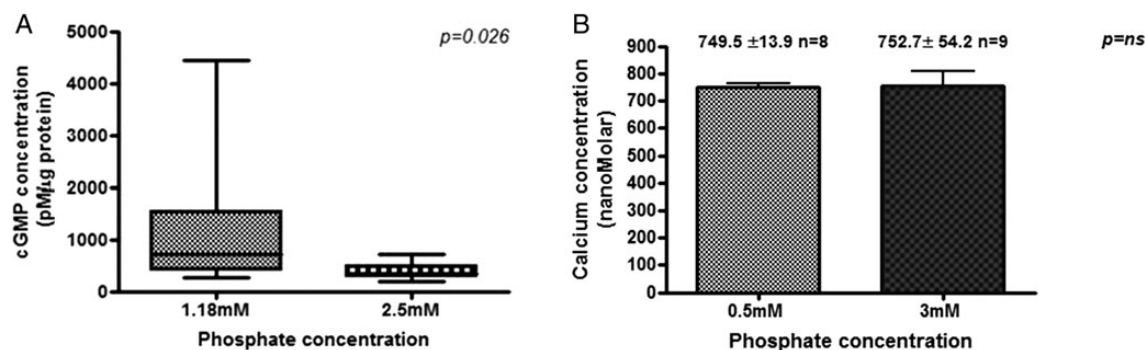 A
p=0.026
cGMP concentration
(pM/µg protein)
5000
4000
3000
2000
1000
0
1.18mM 2.5mM
Phosphate concentration
B
749.5 ±13.9 n=8 752.7± 54.2 n=9 p=ns
Calcium concentration
(nanoMolar)
900
800
700
600
500
400
300
200
100
0
0.5mM 3mM
Phosphate concentration